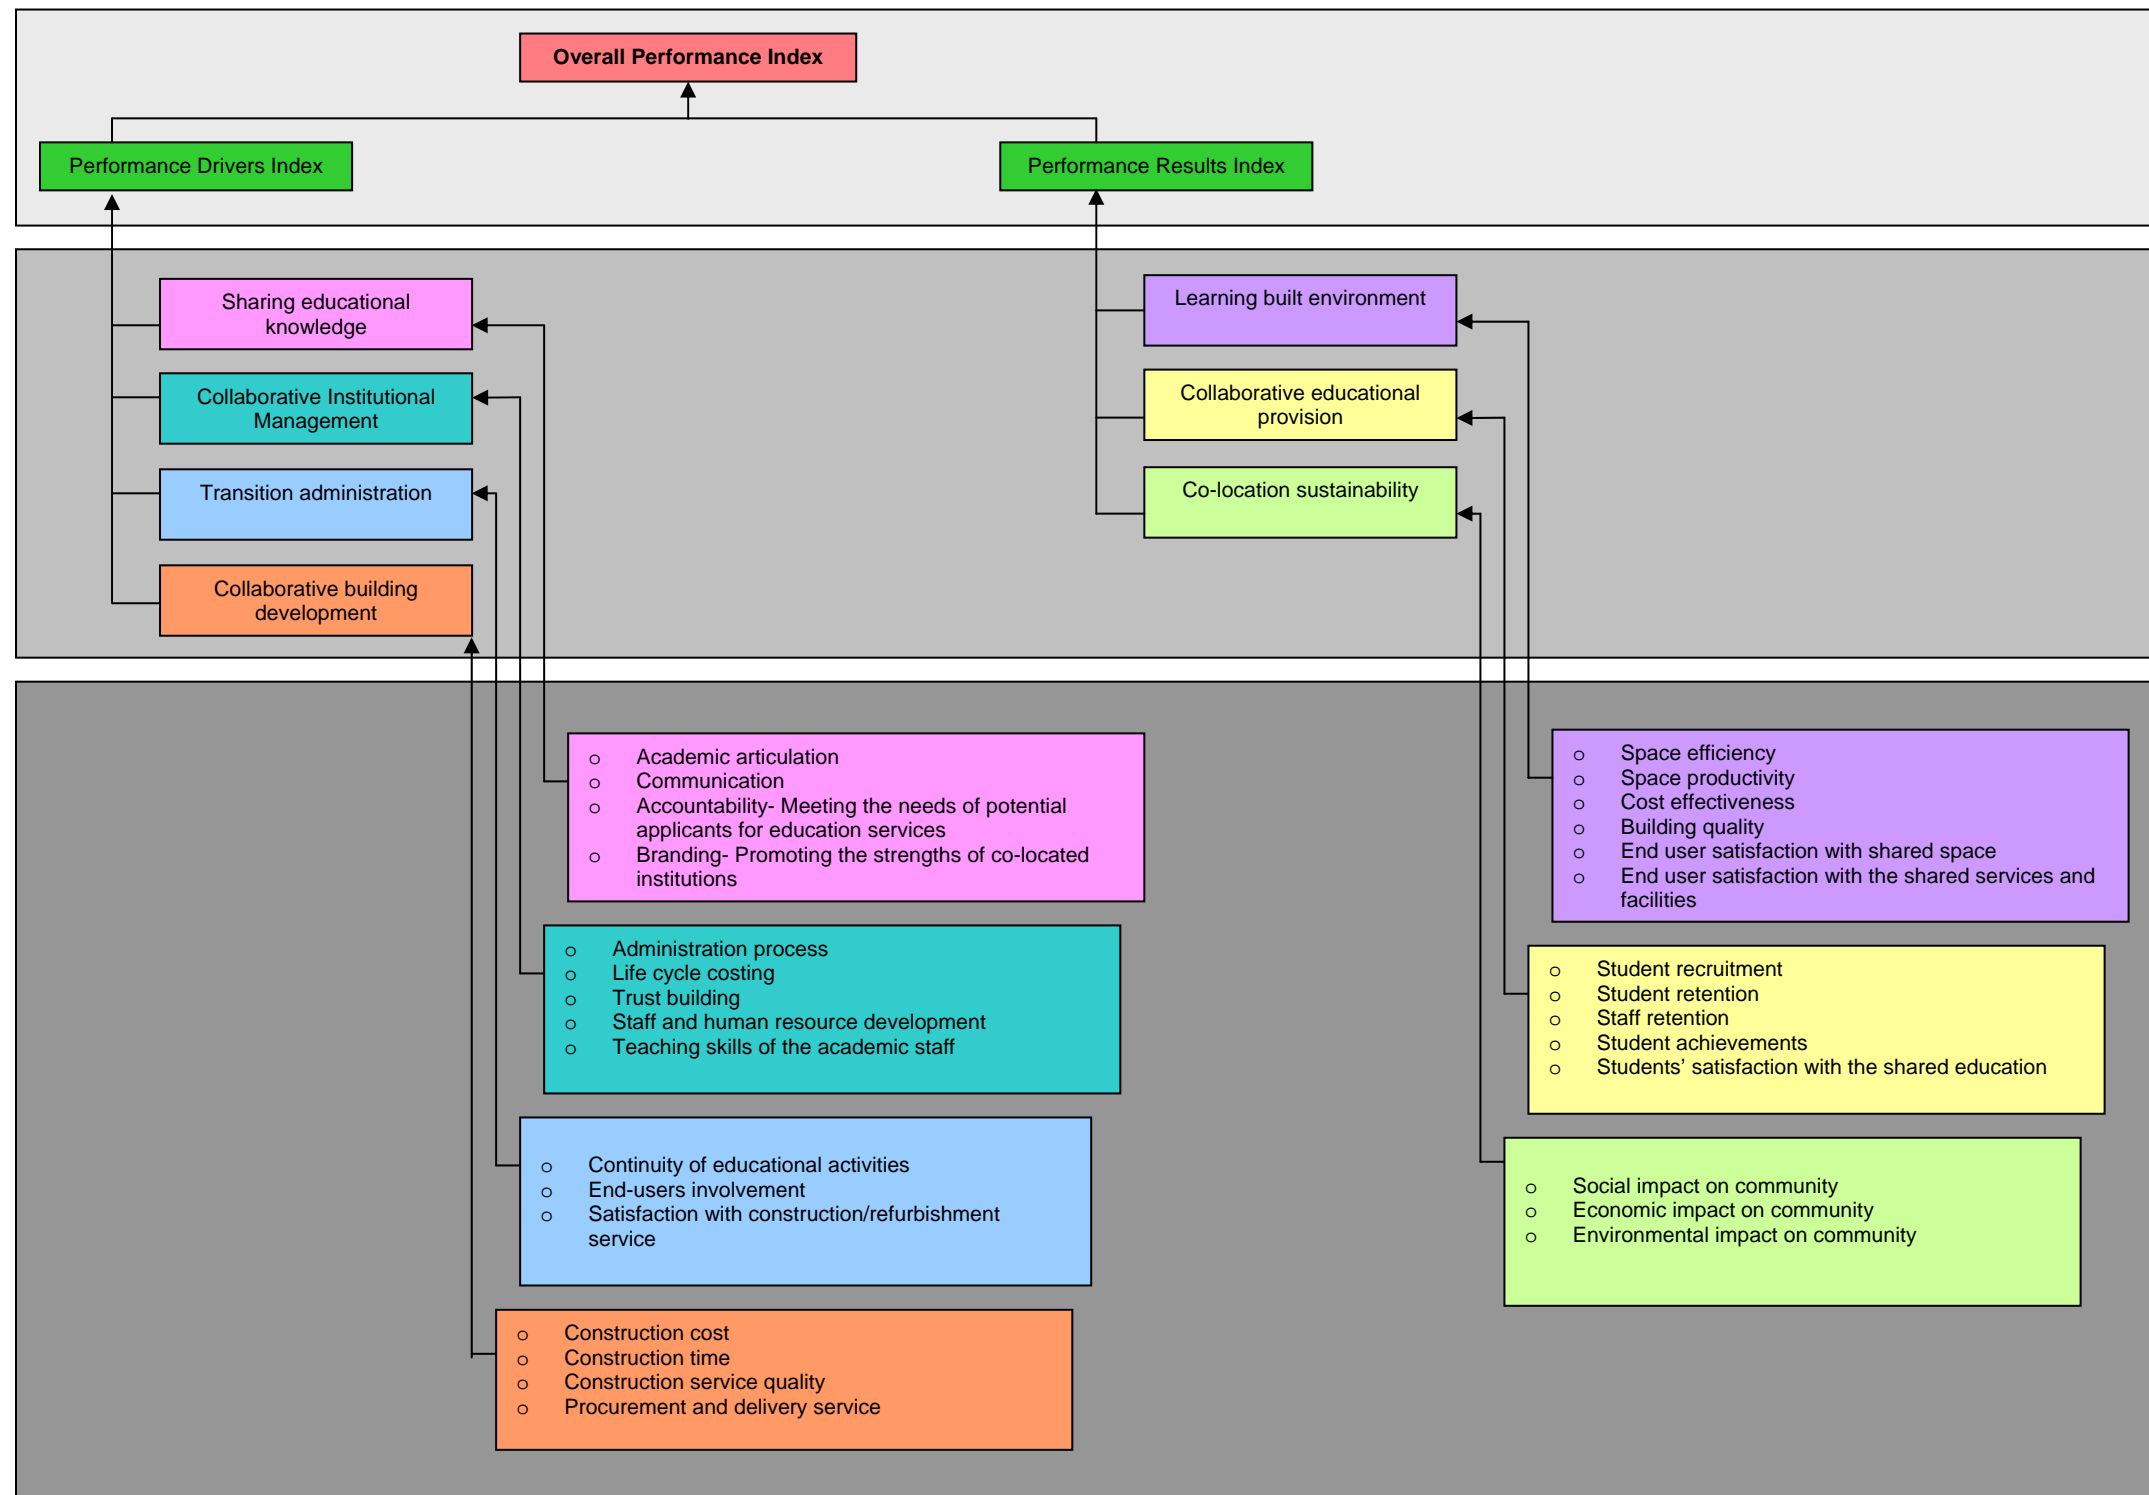 Overall Performance Index
Performance Drivers Index
Performance Results Index
Sharing educational
knowledge
Collaborative Institutional
Management
Transition administration
Collaborative building
development
Learning built environment
Collaborative educational
provision
Co-location sustainability
o Academic articulation
o Communication
o Accountability- Meeting the needs of potential
applicants for education services
o Branding- Promoting the strengths of co-located
institutions
o Administration process
o Life cycle costing
o Trust building
o Staff and human resource development
o Teaching skills of the academic staff
o Continuity of educational activities
o End-users involvement
o Satisfaction with construction/refurbishment
service
o Construction cost
o Construction time
o Construction service quality
o Procurement and delivery service
o Space efficiency
o Space productivity
o Cost effectiveness
o Building quality
o End user satisfaction with shared space
o End user satisfaction with the shared services and
facilities
o Student recruitment
o Student retention
o Staff retention
o Student achievements
o Students’ satisfaction with the shared education
o Social impact on community
o Economic impact on community
o Environmental impact on community